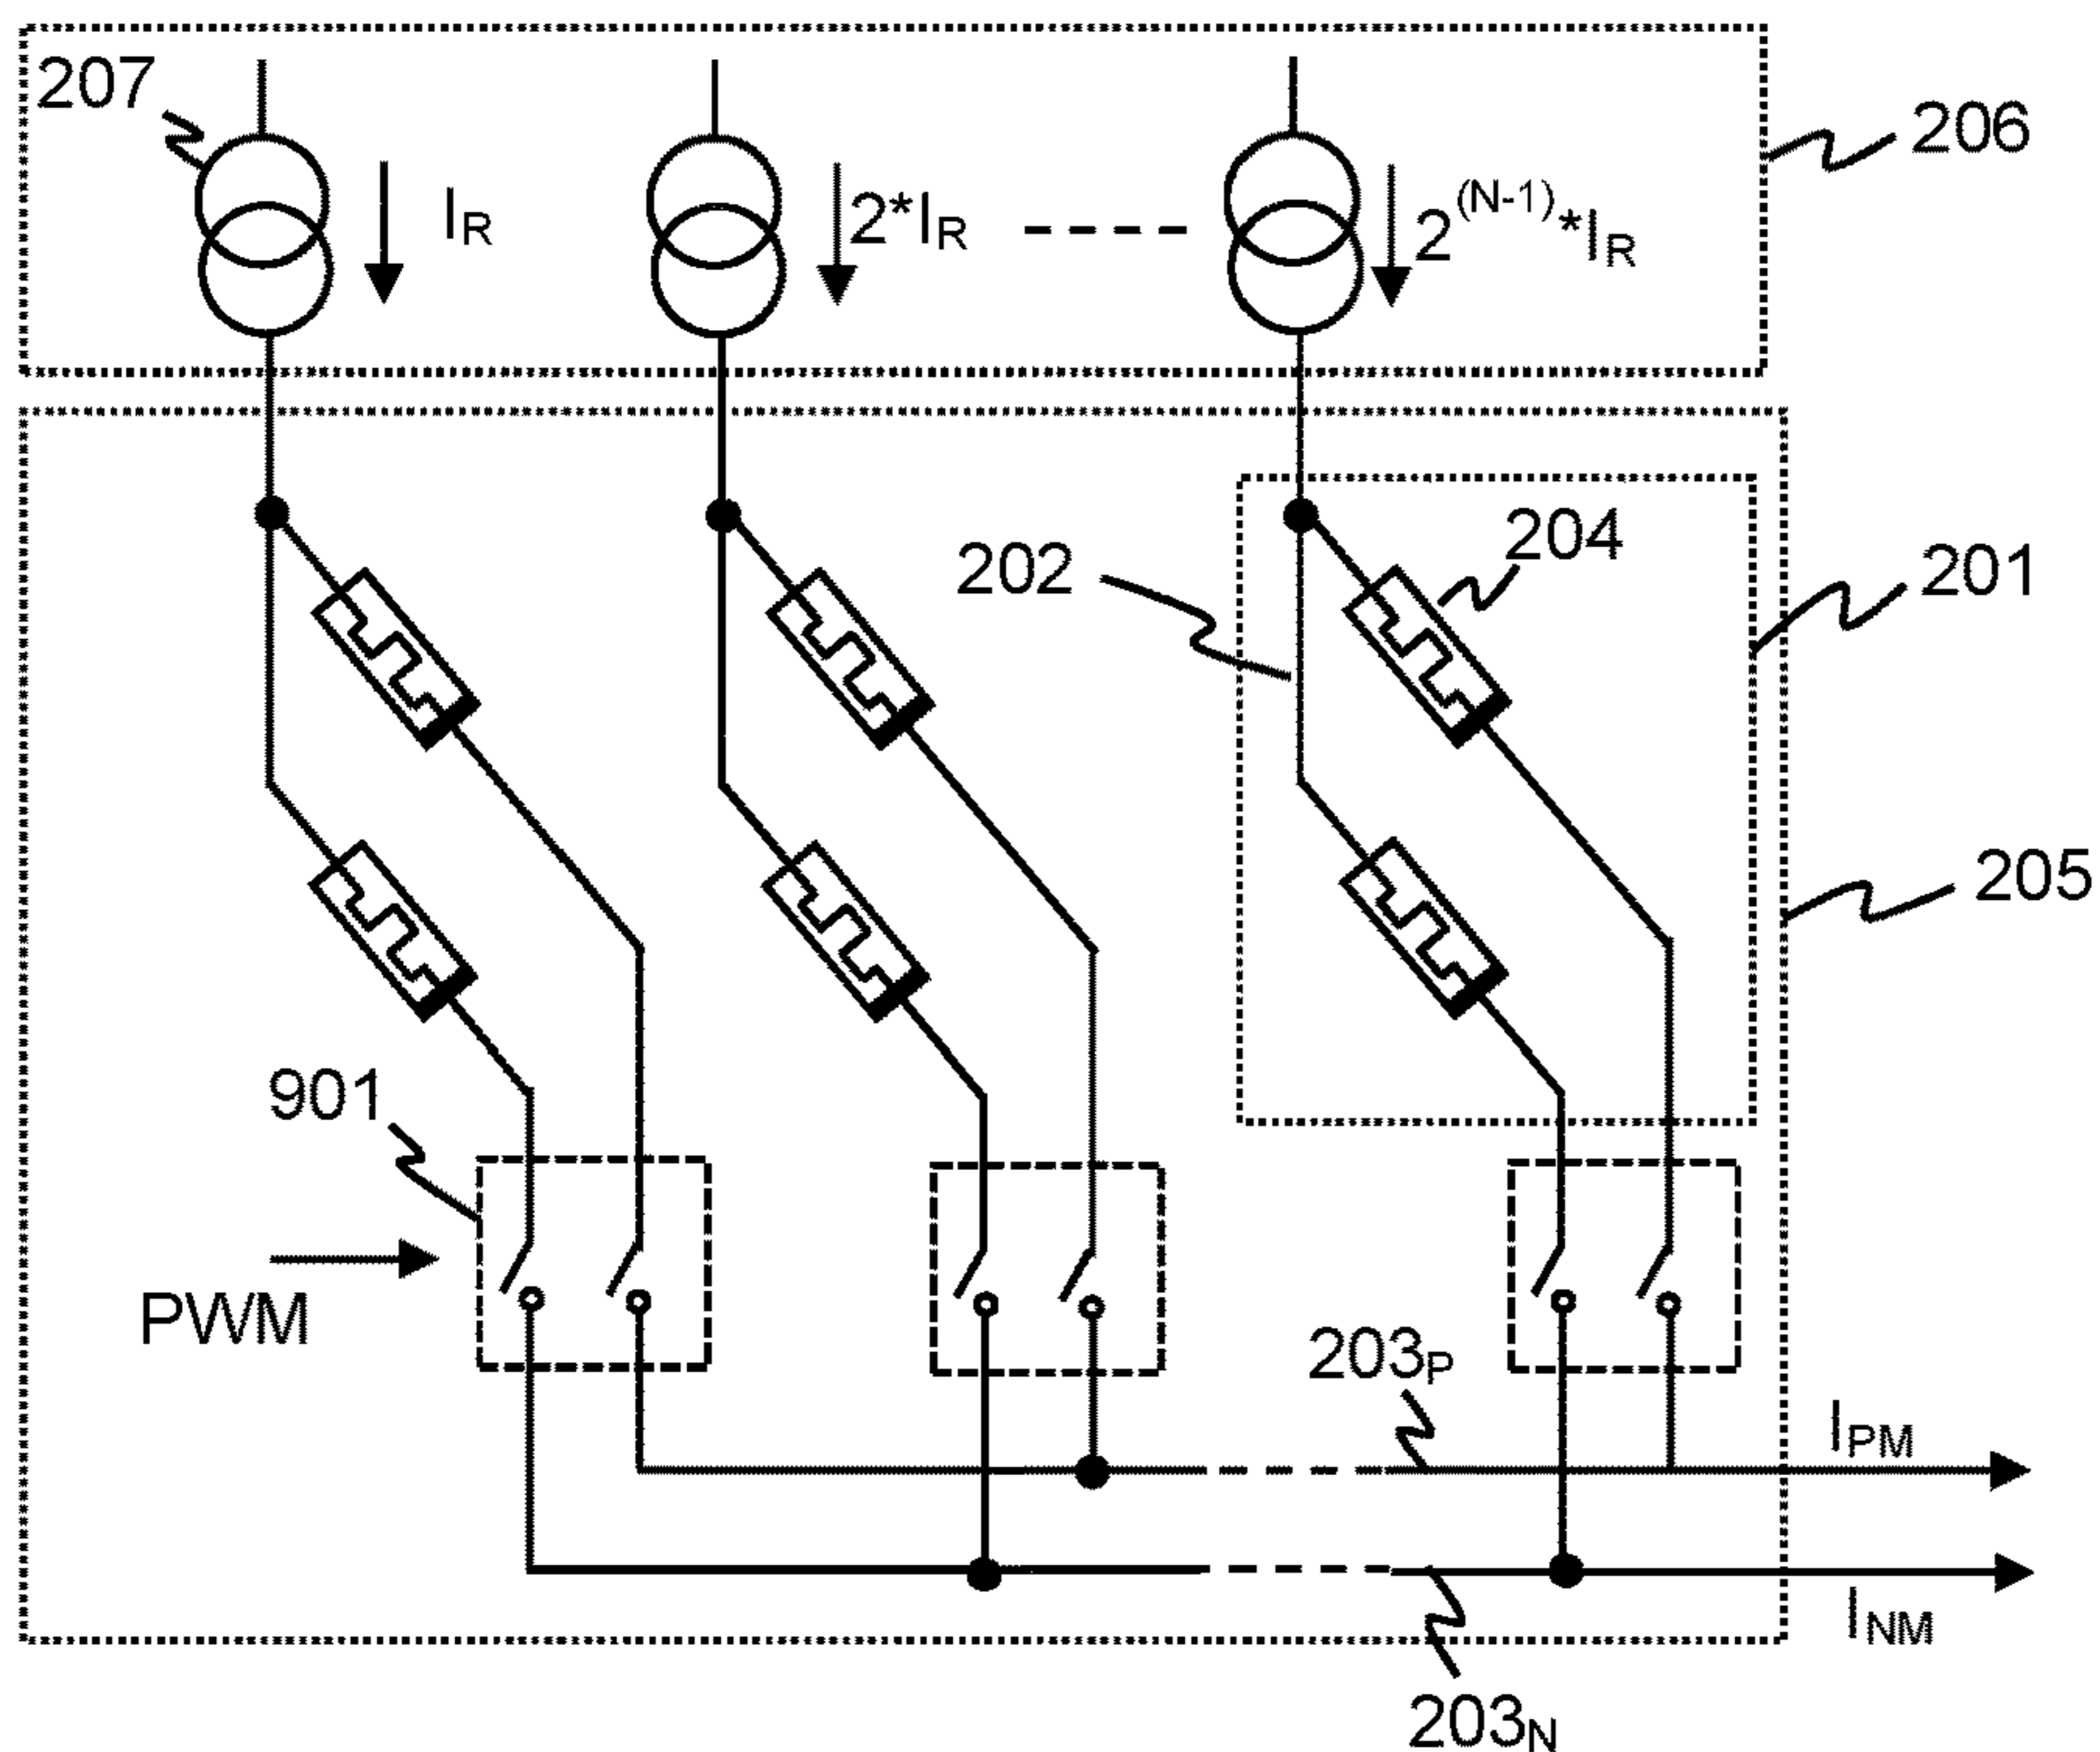 207
206
I_R
2*I_R
2^(N-1)*I_R
204
202
201
205
901
PWM
203_P
I_PM
I_NM
203_N